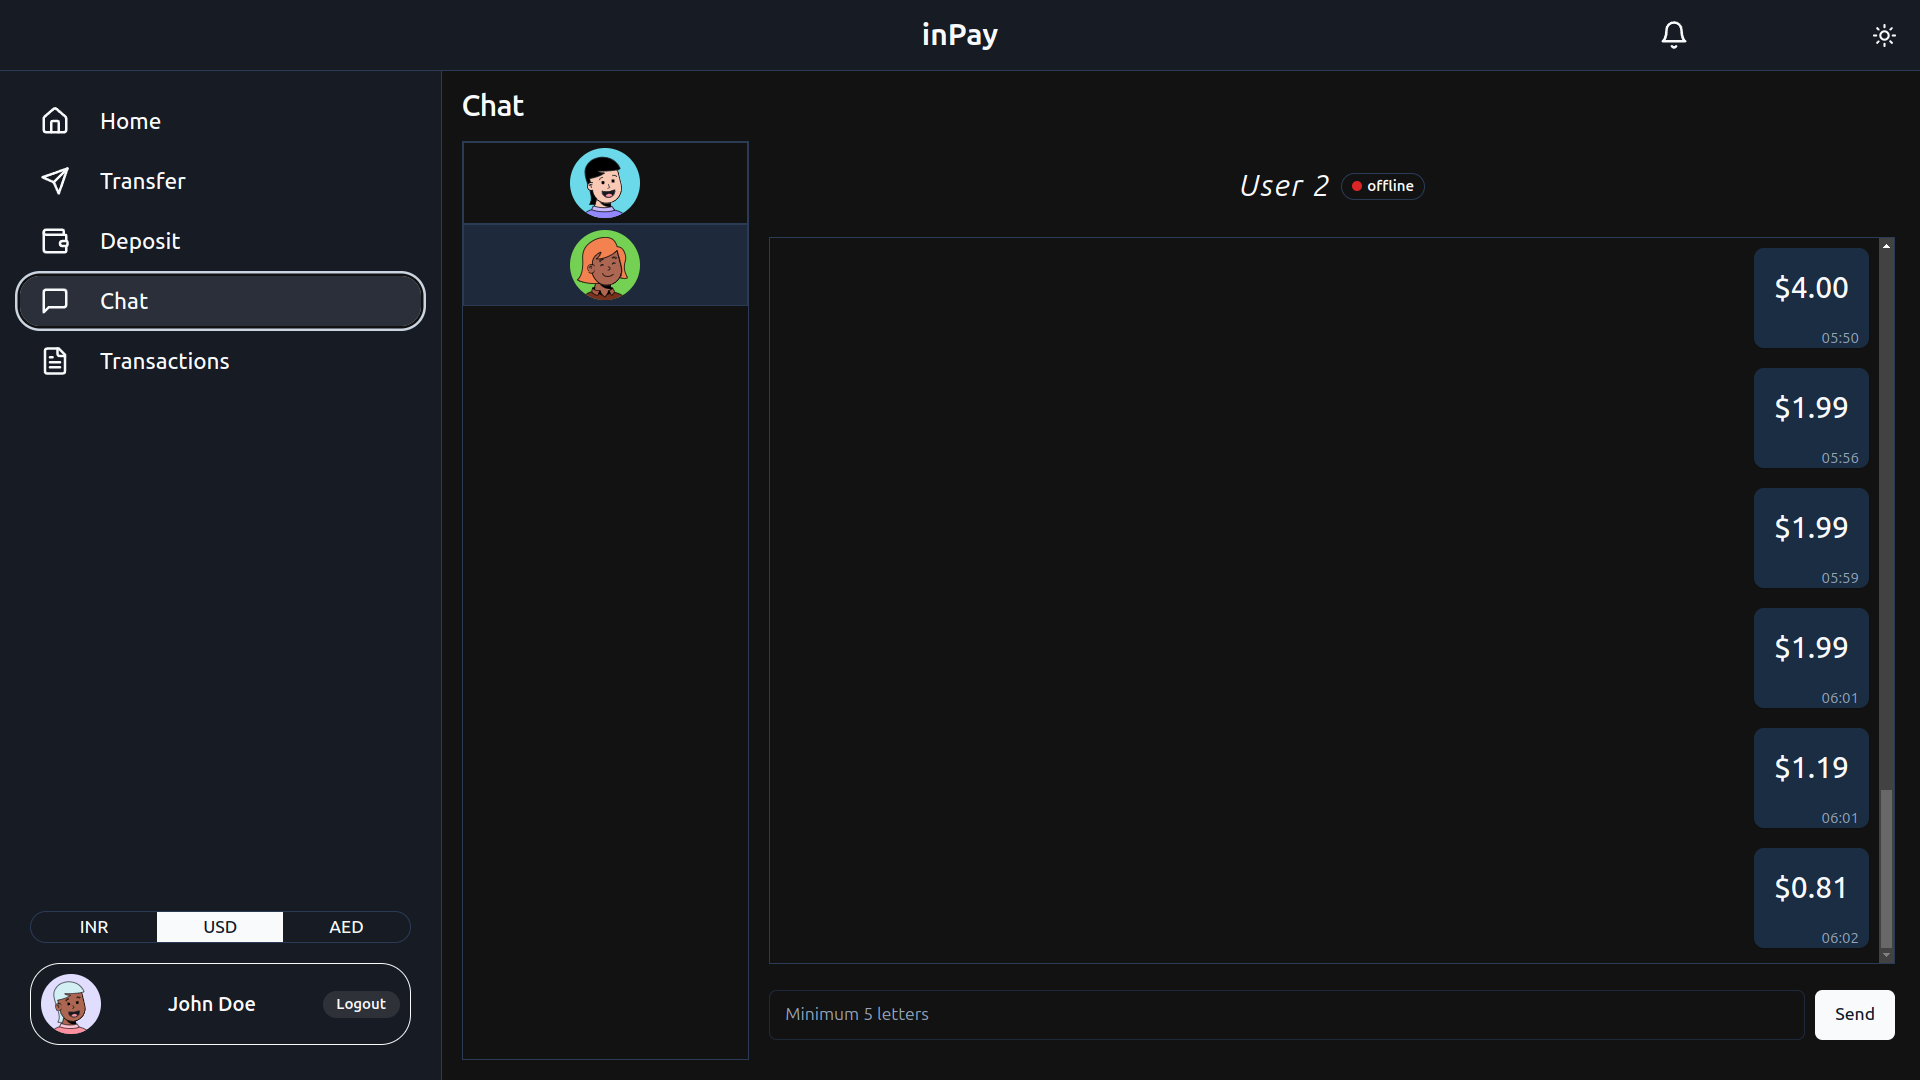 inPay
Home
Transfer
Deposit
Chat
Transactions
INR USD AED
John Doe Logout
Chat
User 2 offline
$4.00
05:50
$1.99
05:56
$1.99
05:59
$1.99
06:01
$1.19
06:01
$0.81
06:02
Minimum 5 letters Send